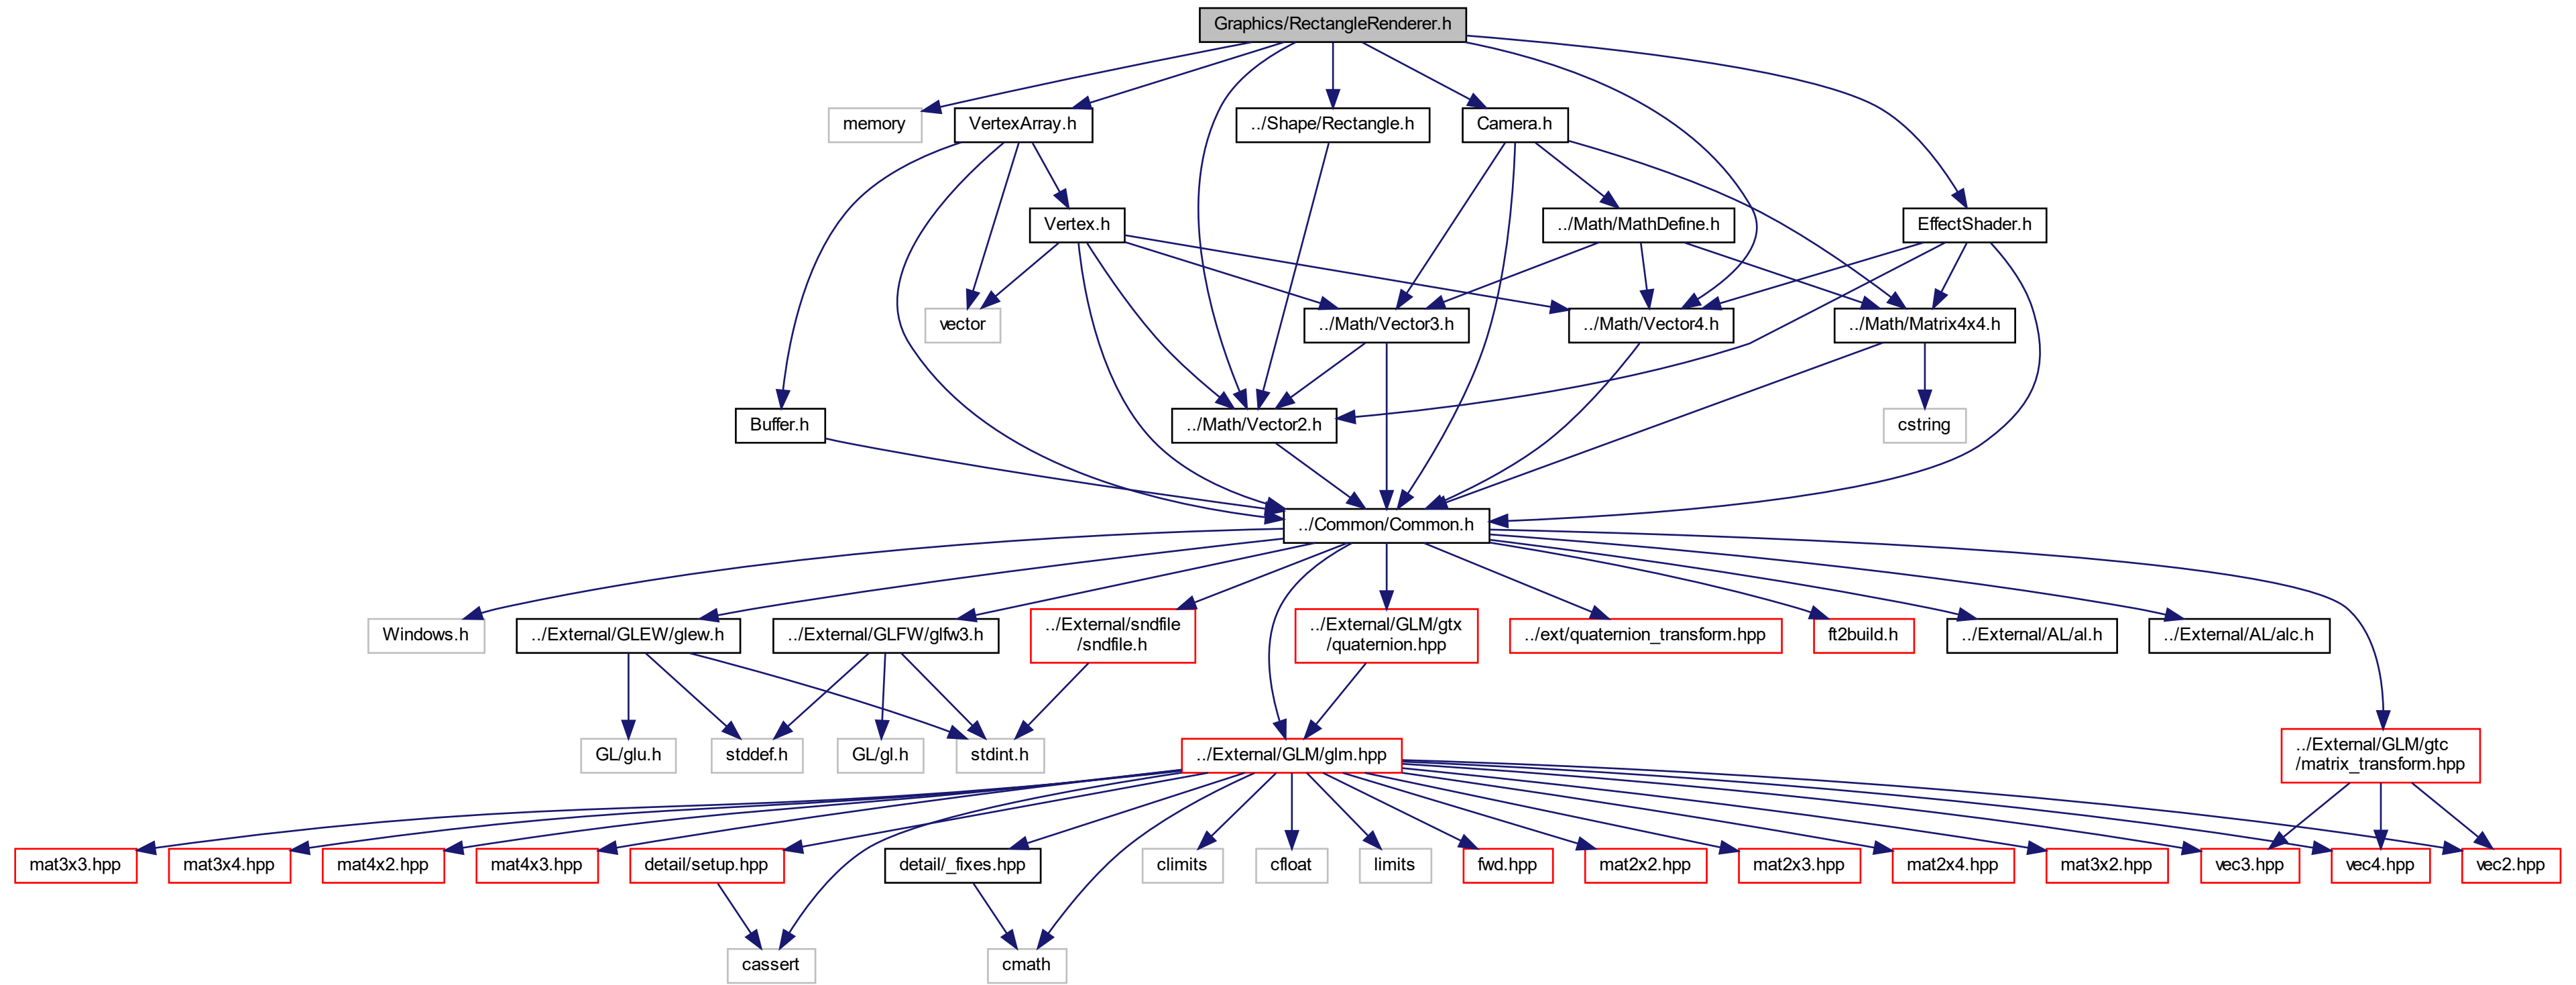 Graphics/RectangleRenderer.h
memory
VertexArray.h
../Shape/Rectangle.h
Camera.h
Vertex.h
../Math/MathDefine.h
EffectShader.h
vector
../Math/Vector3.h
../Math/Vector4.h
../Math/Matrix4x4.h
Buffer.h
../Math/Vector2.h
cstring
../Common/Common.h
Windows.h
../External/GLEW/glew.h
../External/GLFW/glfw3.h
../External/sndfile
/sndfile.h
../External/GLM/gtx
/quaternion.hpp
../ext/quaternion_transform.hpp
ft2build.h
../External/AL/al.h
../External/AL/alc.h
GL/glu.h
stddef.h
GL/gl.h
stdint.h
../External/GLM/glm.hpp
../External/GLM/gtc
/matrix_transform.hpp
mat3x3.hpp
mat3x4.hpp
mat4x2.hpp
mat4x3.hpp
detail/setup.hpp
detail/_fixes.hpp
climits
cfloat
limits
fwd.hpp
mat2x2.hpp
mat2x3.hpp
mat2x4.hpp
mat3x2.hpp
vec3.hpp
vec4.hpp
vec2.hpp
cassert
cmath